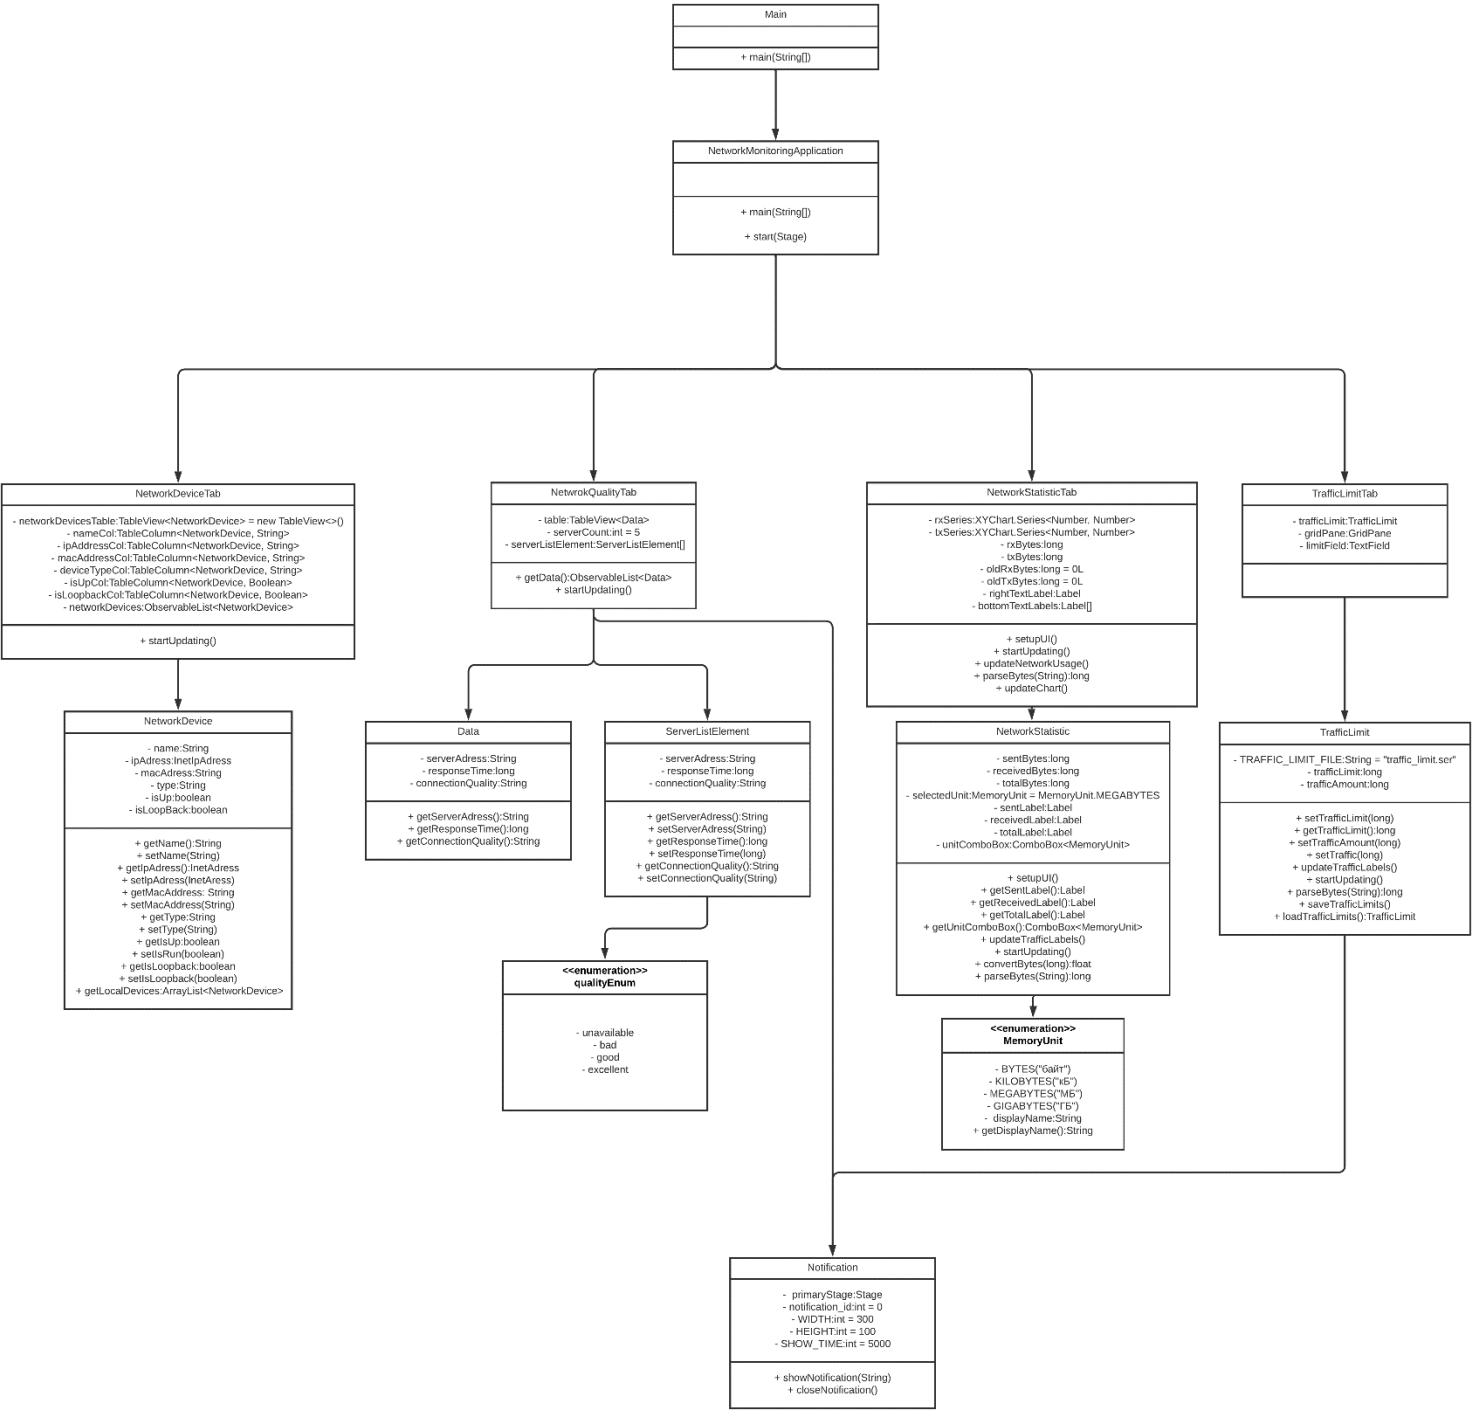 Main
+ main(String[])
NetworkMonitoringApplication
+ main(String[])
+ start(Stage)
NetworkDeviceTab
- networkDevicesTable:TableView<NetworkDevice> = new TableView<>()
- nameCol:TableColumn<NetworkDevice, String>
- ipAddressCol:TableColumn<NetworkDevice, String>
- macAddressCol:TableColumn<NetworkDevice, String>
- deviceTypeCol:TableColumn<NetworkDevice, String>
- isUpCol:TableColumn<NetworkDevice, Boolean>
- isLoopbackCol:TableColumn<NetworkDevice, Boolean>
- networkDevices:ObservableList<NetworkDevice>
+ startUpdating()
NetwrokQualityTab
- table:TableView<Data>
- serverCount:int = 5
- serverListElement:ServerListElement[]
+ getData():ObservableList<Data>
+ startUpdating()
NetworkStatisticTab
- rxSeries:XYChart.Series<Number, Number>
- txSeries:XYChart.Series<Number, Number>
- rxBytes:long
- txBytes:long
- oldRxBytes:long = 0L
- oldTxBytes:long = 0L
- rightTextLabel:Label
- bottomTextLabels:Label[]
+ setupUI()
+ startUpdating()
+ updateNetworkUsage()
+ parseBytes(String):long
+ updateChart()
TrafficLimitTab
- trafficLimit:TrafficLimit
- gridPane:GridPane
- limitField:TextField
NetworkDevice
- name:String
- ipAdress:InetIpAdress
- macAdress:String
- type:String
- isUp:boolean
- isLoopBack:boolean
+ getName():String
+ setName(String)
+ getIpAdress():InetAdress
+ setIpAdress(InetAress)
+ getMacAddress: String
+ setMacAddress(String)
+ getType:String
+ setType(String)
+ getIsUp:boolean
+ setIsRun(boolean)
+ getIsLoopback:boolean
+ setIsLoopback(boolean)
+ getLocalDevices:ArrayList<NetworkDevice>
Data
- serverAdress:String
- responseTime:long
- connectionQuality:String
+ getServerAdress():String
+ getResponseTime():long
+ getConnectionQuality():String
ServerListElement
- serverAdress:String
- responseTime:long
- connectionQuality:String
+ getServerAdress():String
+ setServerAdress(String)
+ getResponseTime():long
+ setResponseTime(long)
+ getConnectionQuality():String
+ setConnectionQuality(String)
NetworkStatistic
- sentBytes:long
- receivedBytes:long
- totalBytes:long
- selectedUnit:MemoryUnit = MemoryUnit.MEGABYTES
- sentLabel:Label
- receivedLabel:Label
- totalLabel:Label
- unitComboBox:ComboBox<MemoryUnit>
+ setupUI()
+ getSentLabel():Label
+ getReceivedLabel():Label
+ getTotalLabel():Label
+ getUnitComboBox():ComboBox<MemoryUnit>
+ updateTrafficLabels()
+ startUpdating()
+ convertBytes(long):float
+ parseBytes(String):long
TrafficLimit
- TRAFFIC_LIMIT_FILE:String = "traffic_limit.ser"
- trafficLimit:long
- trafficAmount:long
+ setTrafficLimit(long)
+ getTrafficLimit():long
+ setTrafficAmount(long)
+ setTraffic(long)
+ updateTrafficLabels()
+ startUpdating()
+ parseBytes(String):long
+ saveTrafficLimits()
+ loadTrafficLimits():TrafficLimit
<<enumeration>>
qualityEnum
- unavailable
- bad
- good
- excellent
<<enumeration>>
MemoryUnit
- BYTES("байт")
- KILOBYTES("кБ")
- MEGABYTES("МБ")
- GIGABYTES("ГБ")
- displayName:String
+ getDisplayName():String
Notification
- primaryStage:Stage
- notification_id:int = 0
- WIDTH:int = 300
- HEIGHT:int = 100
- SHOW_TIME:int = 5000
+ showNotification(String)
+ closeNotification()